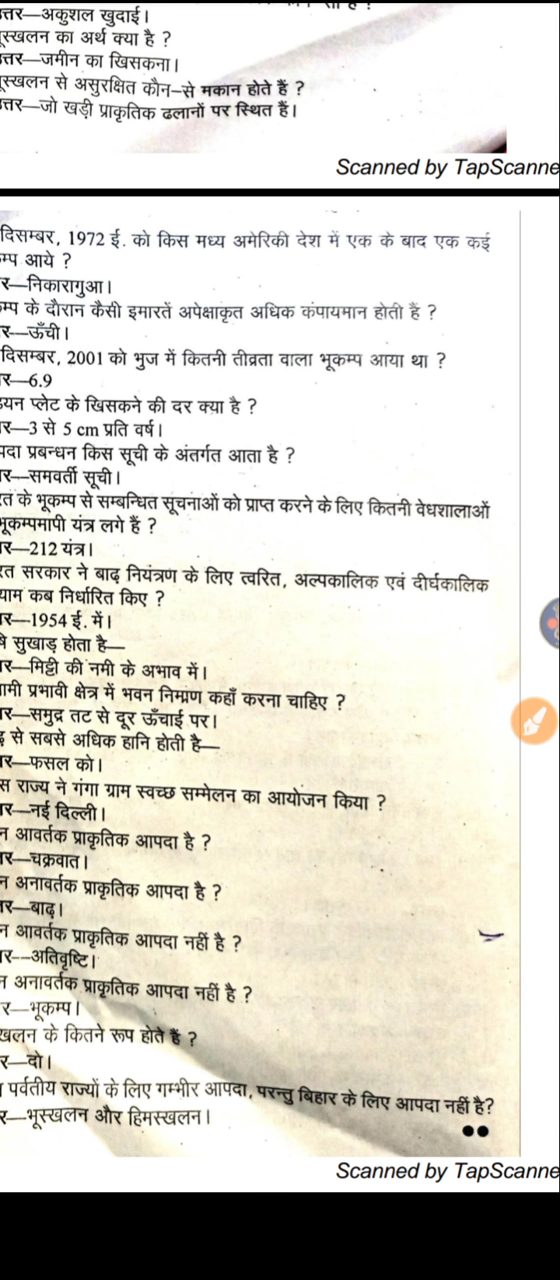 उत्तर—अकुशल खुदाई।
भूस्खलन का अर्थ क्या है ?
उत्तर—जमीन का खिसकना।
भूस्खलन से असुरक्षित कौन-से मकान होते हैं ?
उत्तर—जो खड़ी प्राकृतिक ढलानों पर स्थित हैं।
Scanned by TapScanne
दिसम्बर, 1972 ई. को किस मध्य अमेरिकी देश में एक के बाद एक कई
म्प आये ?
र—निकारागुआ।
म्प के दौरान कैसी इमारतें अपेक्षाकृत अधिक कंपायमान होती हैं ?
र—ऊँची।
दिसम्बर, 2001 को भुज में कितनी तीव्रता वाला भूकम्प आया था ?
र—6.9
यन प्लेट के खिसकने की दर क्या है ?
र—3 से 5 cm प्रति वर्ष।
पदा प्रबन्धन किस सूची के अंतर्गत आता है ?
र—समवर्ती सूची।
रत के भूकम्प से सम्बन्धित सूचनाओं को प्राप्त करने के लिए कितनी वेधशालाओं
भूकम्पमापी यंत्र लगे हैं ?
र—212 यंत्र।
रत सरकार ने बाढ़ नियंत्रण के लिए त्वरित, अल्पकालिक एवं दीर्घकालिक
याम कब निर्धारित किए ?
र—1954 ई. में।
षि सुखाड़ होता है—
र—मिट्टी की नमी के अभाव में।
ामी प्रभावी क्षेत्र में भवन निर्माण कहाँ करना चाहिए ?
र—समुद्र तट से दूर ऊँचाई पर।
ढ़ से सबसे अधिक हानि होती है—
र—फसल को।
स राज्य ने गंगा ग्राम स्वच्छ सम्मेलन का आयोजन किया ?
र—नई दिल्ली।
न आवर्तक प्राकृतिक आपदा है ?
र—चक्रवात।
न अनावर्तक प्राकृतिक आपदा है ?
र—बाढ़।
न आवर्तक प्राकृतिक आपदा नहीं है ?
र—अतिवृष्टि।
न अनावर्तक प्राकृतिक आपदा नहीं है ?
र—भूकम्प।
खलन के कितने रूप होते हैं ?
र—दो।
पर्वतीय राज्यों के लिए गम्भीर आपदा, परन्तु बिहार के लिए आपदा नहीं है?
र—भूस्खलन और हिमस्खलन।
Scanned by TapScanne